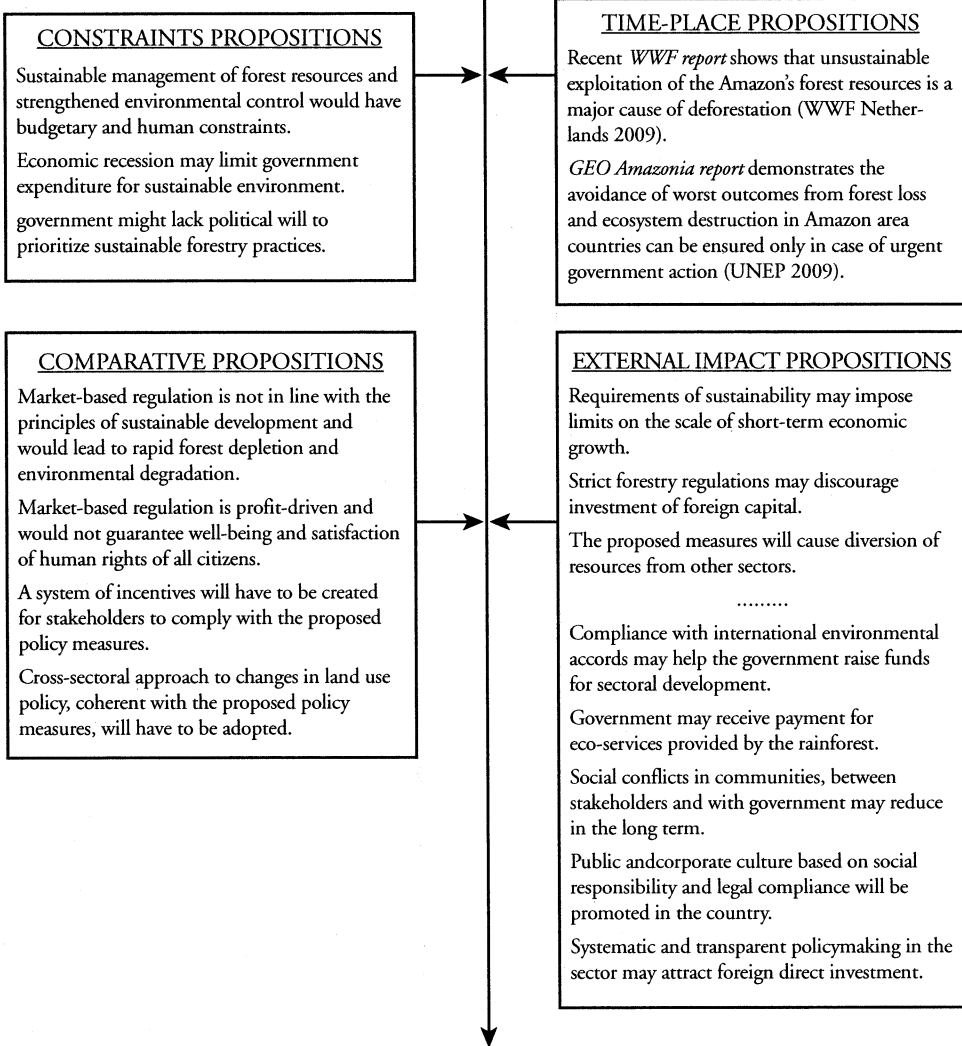 CONSTRAINTS PROPOSITIONS
Sustainable management of forest resources and
strengthened environmental control would have
budgetary and human constraints.
Economic recession may limit government
expenditure for sustainable environment.
government might lack political will to
prioritize sustainable forestry practices.
TIME-PLACE PROPOSITIONS
Recent WWF report shows that unsustainable
exploitation of the Amazon's forest resources is a
major cause of deforestation (WWF Nether-
lands 2009).
GEO Amazonia report demonstrates the
avoidance of worst outcomes from forest loss
and ecosystem destruction in Amazon area
countries can be ensured only in case of urgent
government action (UNEP 2009).
COMPARATIVE PROPOSITIONS
Market-based regulation is not in line with the
principles of sustainable development and
would lead to rapid forest depletion and
environmental degradation.
Market-based regulation is profit-driven and
would not guarantee well-being and satisfaction
of human rights of all citizens.
A system of incentives will have to be created
for stakeholders to comply with the proposed
policy measures.
Cross-sectoral approach to changes in land use
policy, coherent with the proposed policy
measures, will have to be adopted.
EXTERNAL IMPACT PROPOSITIONS
Requirements of sustainability may impose
limits on the scale of short-term economic
growth.
Strict forestry regulations may discourage
investment of foreign capital.
The proposed measures will cause diversion of
resources from other sectors.
.........
Compliance with international environmental
accords may help the government raise funds
for sectoral development.
Government may receive payment for
eco-services provided by the rainforest.
Social conflicts in communities, between
stakeholders and with government may reduce
in the long term.
Public andcorporate culture based on social
responsibility and legal compliance will be
promoted in the country.
Systematic and transparent policymaking in the
sector may attract foreign direct investment.